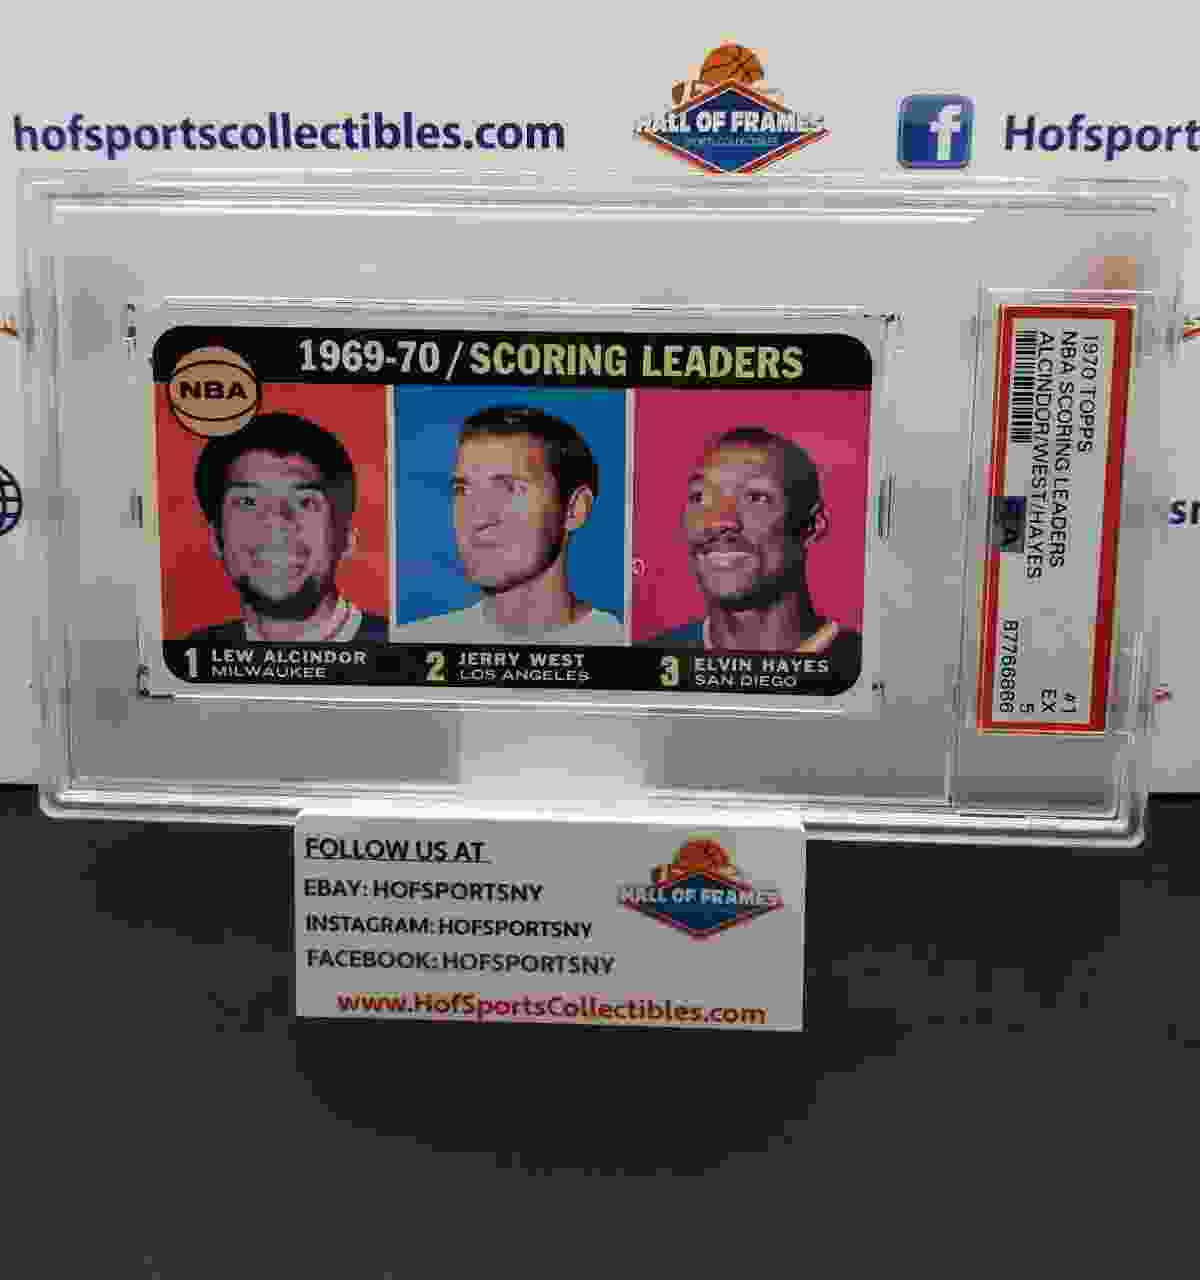 hofsportscollectibles.com
HALL OF FRAMES
f
Hofsport
1969-70/SCORING LEADERS
NBA
1 LEW ALCINDOR
MILWAUKEE
2 JERRY WEST
LOS ANGELES
3 ELVIN HAYES
SAN DIEGO
1970 TOPPS #1
NBA SCORING LEADERS EX
ALCINDOR/WEST/HAYES 5
PSA
87766866
FOLLOW US AT
EBAY: HOFSPORTSNY
INSTAGRAM: HOFSPORTSNY
FACEBOOK: HOFSPORTSNY
www.HofSportsCollectibles.com
HALL OF FRAMES